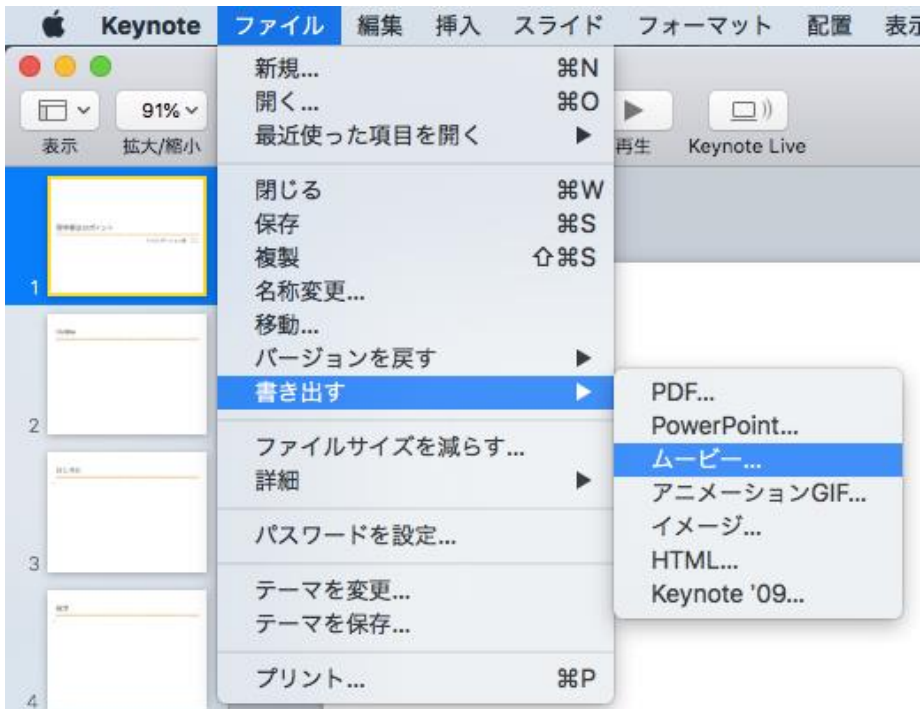 Keynote ファイル 編集 挿入 スライド フォーマット 配置 表示
91%
表示 拡大/縮小 再生 Keynote Live
新規... ⌘N
開く... ⌘O
最近使った項目を開く ▶
閉じる ⌘W
保存 ⌘S
複製 ⇧⌘S
名称変更...
移動...
バージョンを戻す ▶
書き出す ▶
ファイルサイズを減らす...
詳細 ▶
パスワードを設定...
テーマを変更...
テーマを保存...
プリント... ⌘P
PDF...
PowerPoint...
ムービー...
アニメーションGIF...
イメージ...
HTML...
Keynote '09...
1
2
はじめに
3
4